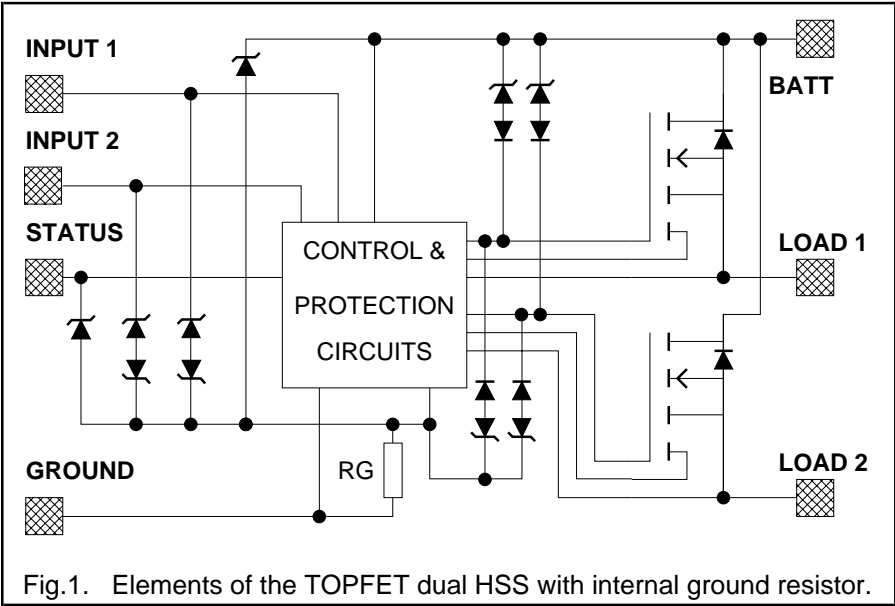 INPUT 1
BATT
INPUT 2
STATUS
CONTROL &
LOAD 1
PROTECTION
CIRCUITS
GROUND
RG
LOAD 2
Fig.1. Elements of the TOPFET dual HSS with internal ground resistor.